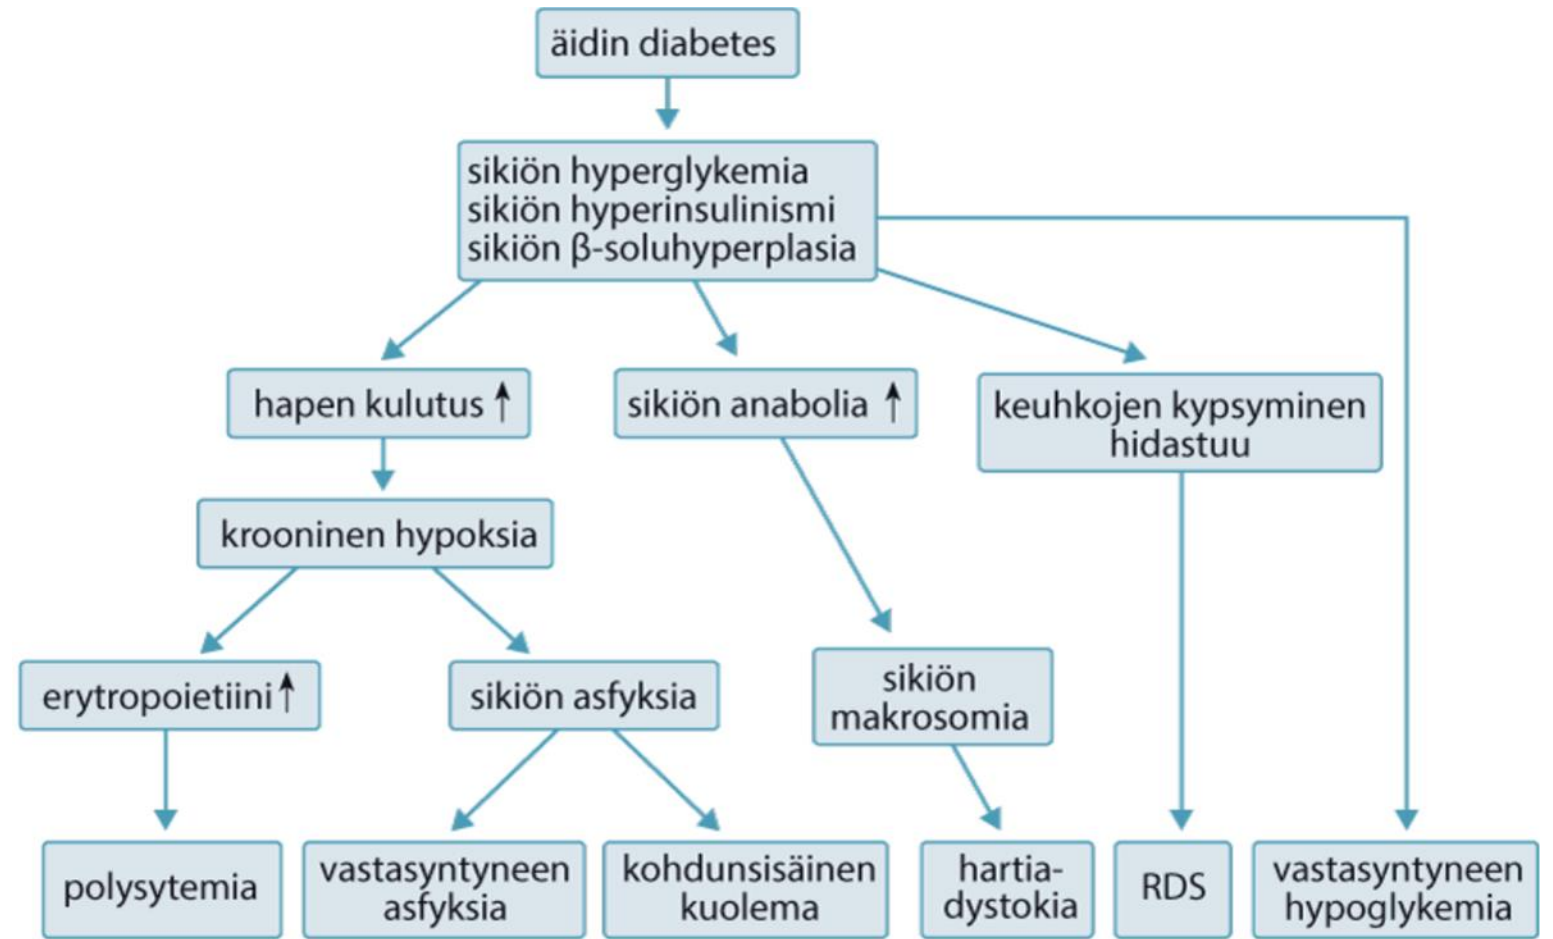 äidin diabetes
sikiön hyperglykemia
sikiön hyperinsulinismi
sikiön β-soluhyperplasia
hapen kulutus ↑
sikiön anabolia ↑
keuhkojen kypsyminen
hidastuu
krooninen hypoksia
erytropoietiini ↑
sikiön asfyksia
sikiön
makrosomia
polysytemia
vastasyntyneen
asfyksia
kohdunsisäinen
kuolema
hartia-
dystokia
RDS
vastasyntyneen
hypoglykemia